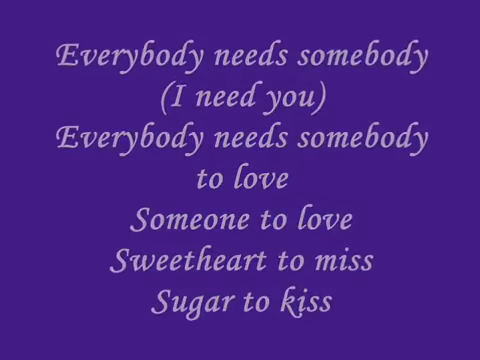 Everybody needs somebody
(I need you)
Everybody needs somebody
to love
Someone to love
Sweetheart to miss
Sugar to kiss